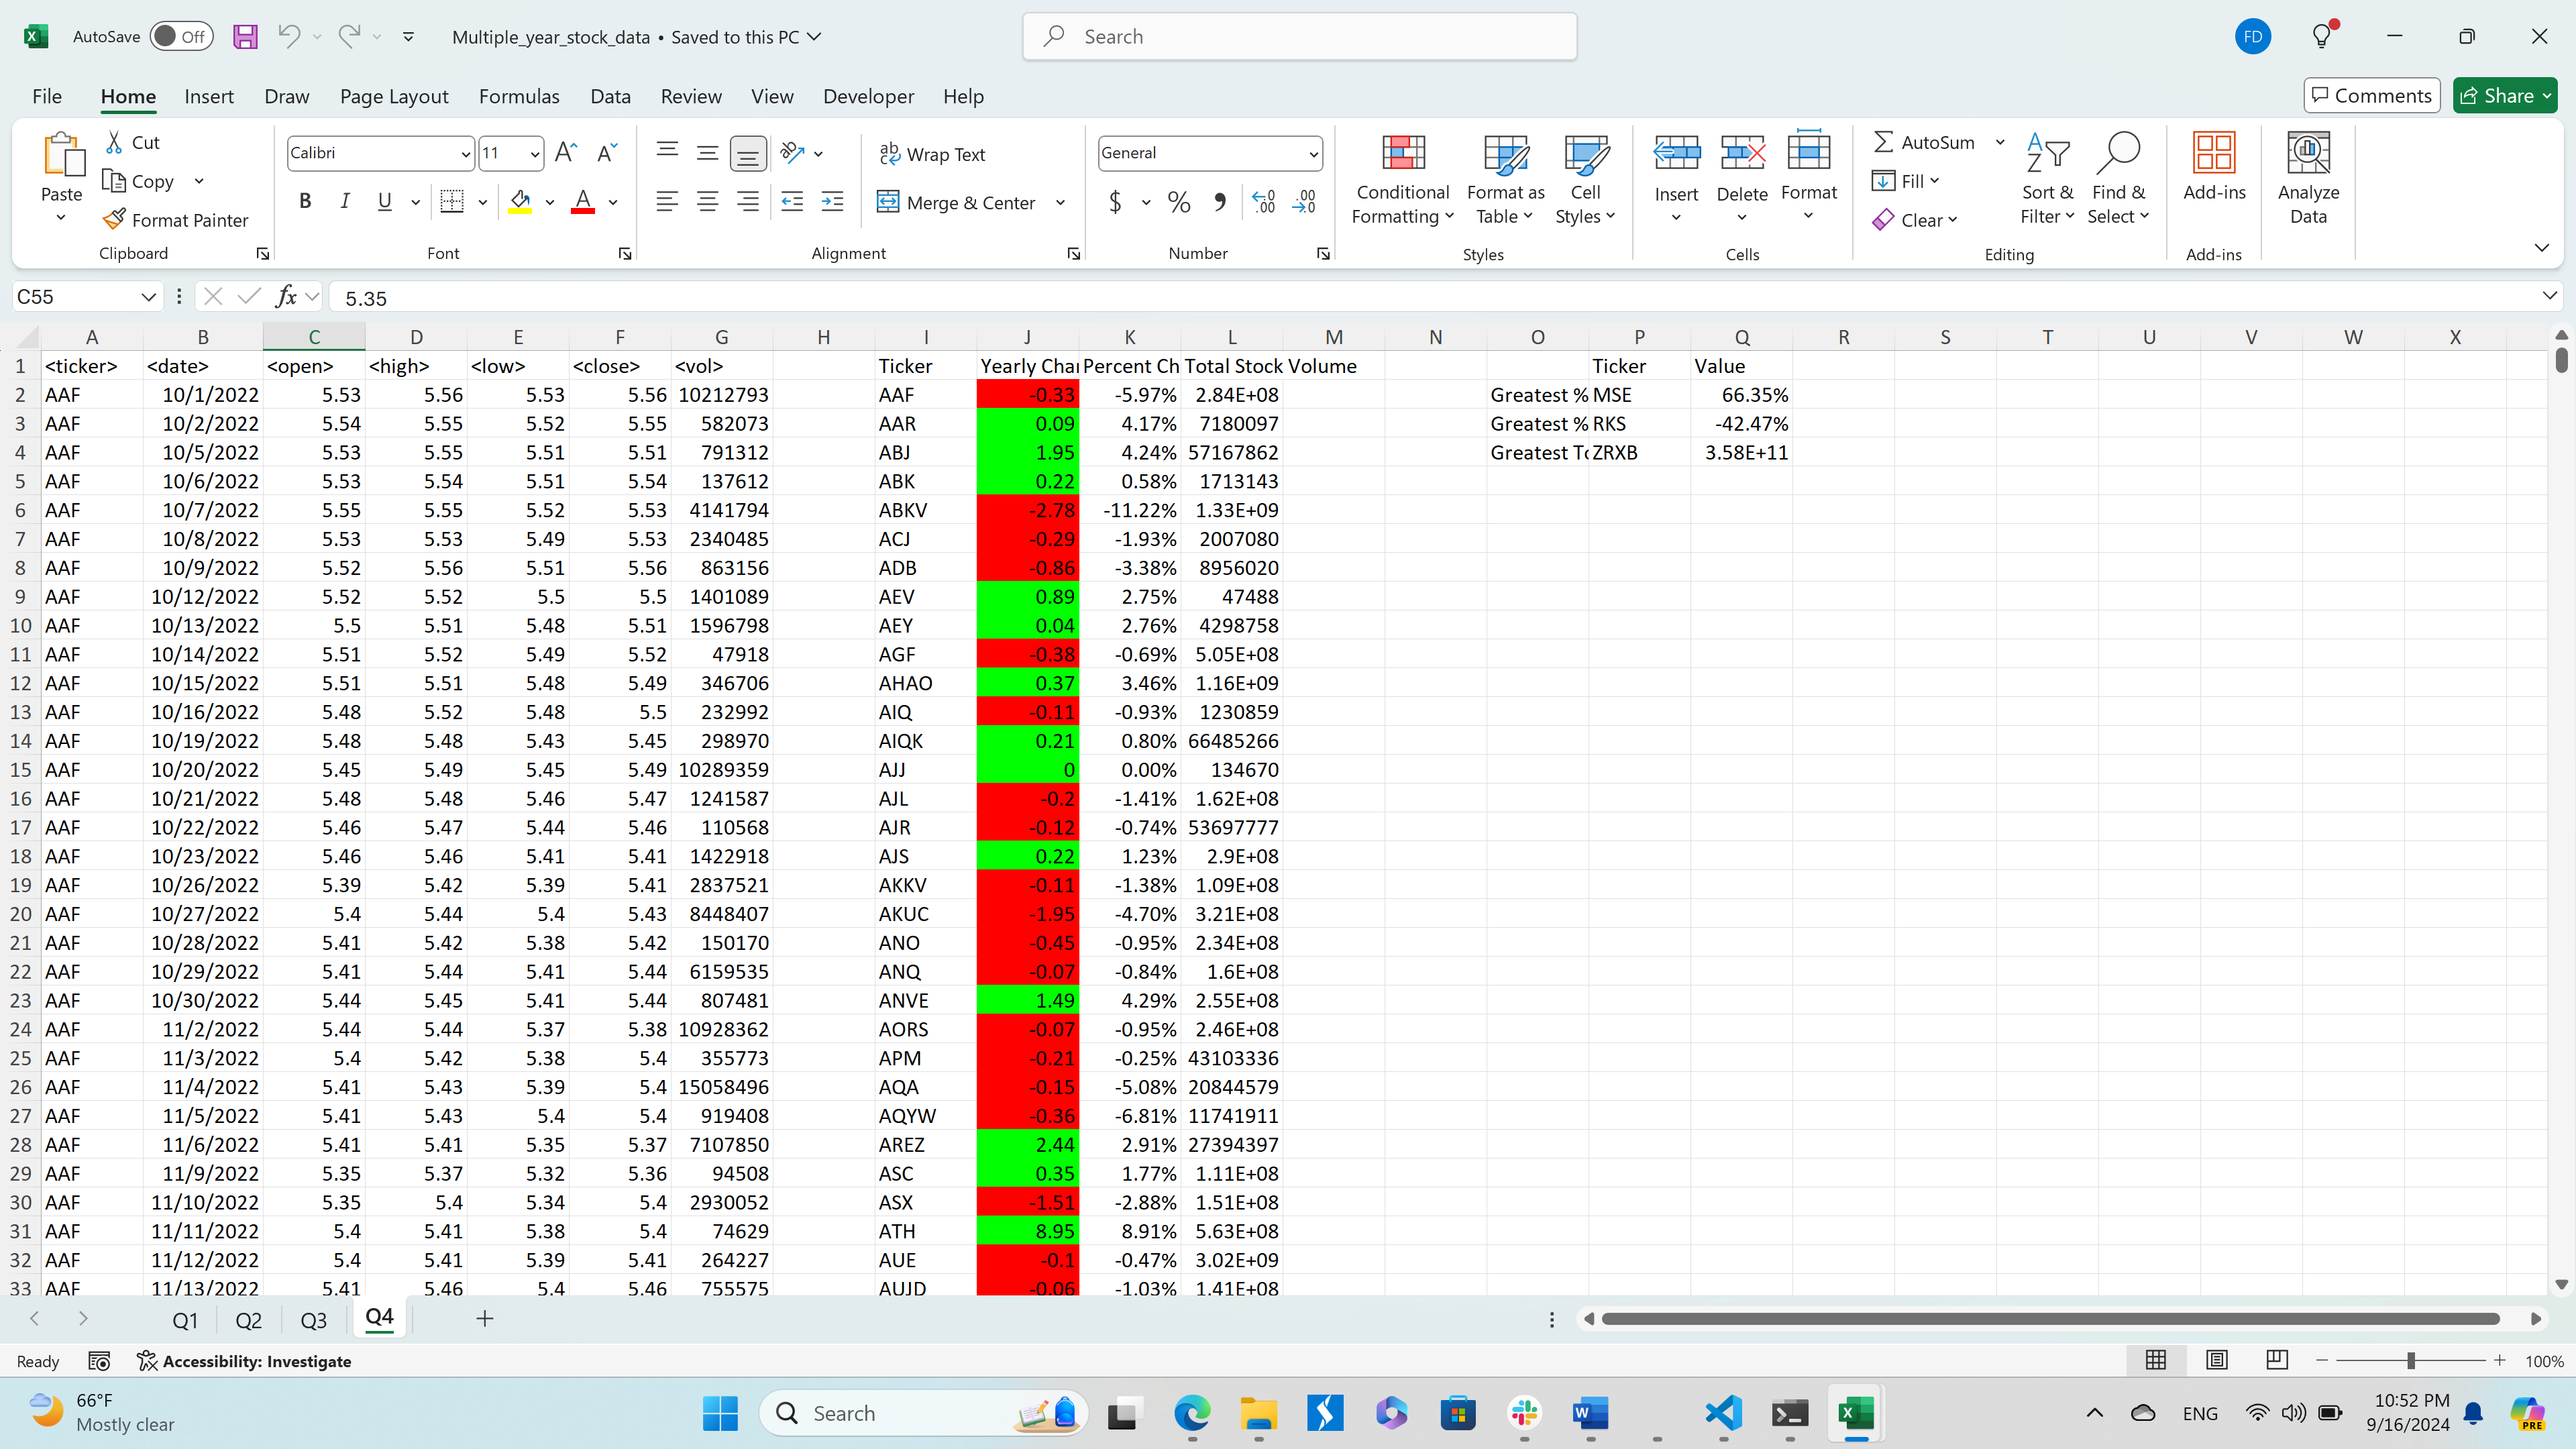 AutoSave Off Multiple_year_stock_data • Saved to this PC Search FD
File Home Insert Draw Page Layout Formulas Data Review View Developer Help Comments Share
Paste Cut Copy Format Painter Clipboard
Calibri 11 B I U A Font
Wrap Text Merge & Center Alignment
General $ % Number
Conditional Formatting Format as Table Cell Styles Styles
Insert Delete Format Cells
AutoSum Fill Clear Sort & Filter Find & Select Editing
Add-ins Add-ins
Analyze Data
C55 fx 5.35
A B C D E F G H I J K L M N O P Q R S T U V W X
1 <ticker> <date> <open> <high> <low> <close> <vol> Ticker Yearly Char Percent Ch Total Stock Volume Ticker Value
2 AAF 10/1/2022 5.53 5.56 5.53 5.56 10212793 AAF -0.33 -5.97% 2.84E+08 Greatest % MSE 66.35%
3 AAF 10/2/2022 5.54 5.55 5.52 5.55 582073 AAR 0.09 4.17% 7180097 Greatest % RKS -42.47%
4 AAF 10/5/2022 5.53 5.55 5.51 5.51 791312 ABJ 1.95 4.24% 57167862 Greatest To ZRXB 3.58E+11
5 AAF 10/6/2022 5.53 5.54 5.51 5.54 137612 ABK 0.22 0.58% 1713143
6 AAF 10/7/2022 5.55 5.55 5.52 5.53 4141794 ABKV -2.78 -11.22% 1.33E+09
7 AAF 10/8/2022 5.53 5.53 5.49 5.53 2340485 ACJ -0.29 -1.93% 2007080
8 AAF 10/9/2022 5.52 5.56 5.51 5.56 863156 ADB -0.86 -3.38% 8956020
9 AAF 10/12/2022 5.52 5.52 5.5 5.5 1401089 AEV 0.89 2.75% 47488
10 AAF 10/13/2022 5.5 5.51 5.48 5.51 1596798 AEY 0.04 2.76% 4298758
11 AAF 10/14/2022 5.51 5.52 5.49 5.52 47918 AGF -0.38 -0.69% 5.05E+08
12 AAF 10/15/2022 5.51 5.51 5.48 5.49 346706 AHAO 0.37 3.46% 1.16E+09
13 AAF 10/16/2022 5.48 5.52 5.48 5.5 232992 AIQ -0.11 -0.93% 1230859
14 AAF 10/19/2022 5.48 5.48 5.43 5.45 298970 AIQK 0.21 0.80% 66485266
15 AAF 10/20/2022 5.45 5.49 5.45 5.49 10289359 AJJ 0 0.00% 134670
16 AAF 10/21/2022 5.48 5.48 5.46 5.47 1241587 AJL -0.2 -1.41% 1.62E+08
17 AAF 10/22/2022 5.46 5.47 5.44 5.46 110568 AJR -0.12 -0.74% 53697777
18 AAF 10/23/2022 5.46 5.46 5.41 5.41 1422918 AJS 0.22 1.23% 2.9E+08
19 AAF 10/26/2022 5.39 5.42 5.39 5.41 2837521 AKKV -0.11 -1.38% 1.09E+08
20 AAF 10/27/2022 5.4 5.44 5.4 5.43 8448407 AKUC -1.95 -4.70% 3.21E+08
21 AAF 10/28/2022 5.41 5.42 5.38 5.42 150170 ANO -0.45 -0.95% 2.34E+08
22 AAF 10/29/2022 5.41 5.44 5.41 5.44 6159535 ANQ -0.07 -0.84% 1.6E+08
23 AAF 10/30/2022 5.44 5.45 5.41 5.44 807481 ANVE 1.49 4.29% 2.55E+08
24 AAF 11/2/2022 5.44 5.44 5.37 5.38 10928362 AORS -0.07 -0.95% 2.46E+08
25 AAF 11/3/2022 5.4 5.42 5.38 5.4 355773 APM -0.21 -0.25% 43103336
26 AAF 11/4/2022 5.41 5.43 5.39 5.4 15058496 AQA -0.15 -5.08% 20844579
27 AAF 11/5/2022 5.41 5.43 5.4 5.4 919408 AQYW -0.36 -6.81% 11741911
28 AAF 11/6/2022 5.41 5.41 5.35 5.37 7107850 AREZ 2.44 2.91% 27394397
29 AAF 11/9/2022 5.35 5.37 5.32 5.36 94508 ASC 0.35 1.77% 1.11E+08
30 AAF 11/10/2022 5.35 5.4 5.34 5.4 2930052 ASX -1.51 -2.88% 1.51E+08
31 AAF 11/11/2022 5.4 5.41 5.38 5.4 74629 ATH 8.95 8.91% 5.63E+08
32 AAF 11/12/2022 5.4 5.41 5.39 5.41 264227 AUE -0.1 -0.47% 3.02E+09
33 AAF 11/13/2022 5.41 5.46 5.4 5.46 755575 AUJD -0.06 -1.03% 1.41E+08
Q1 Q2 Q3 Q4
Ready Accessibility: Investigate 100%
66°F
Mostly clear
Search
ENG
10:52 PM
9/16/2024
PRE